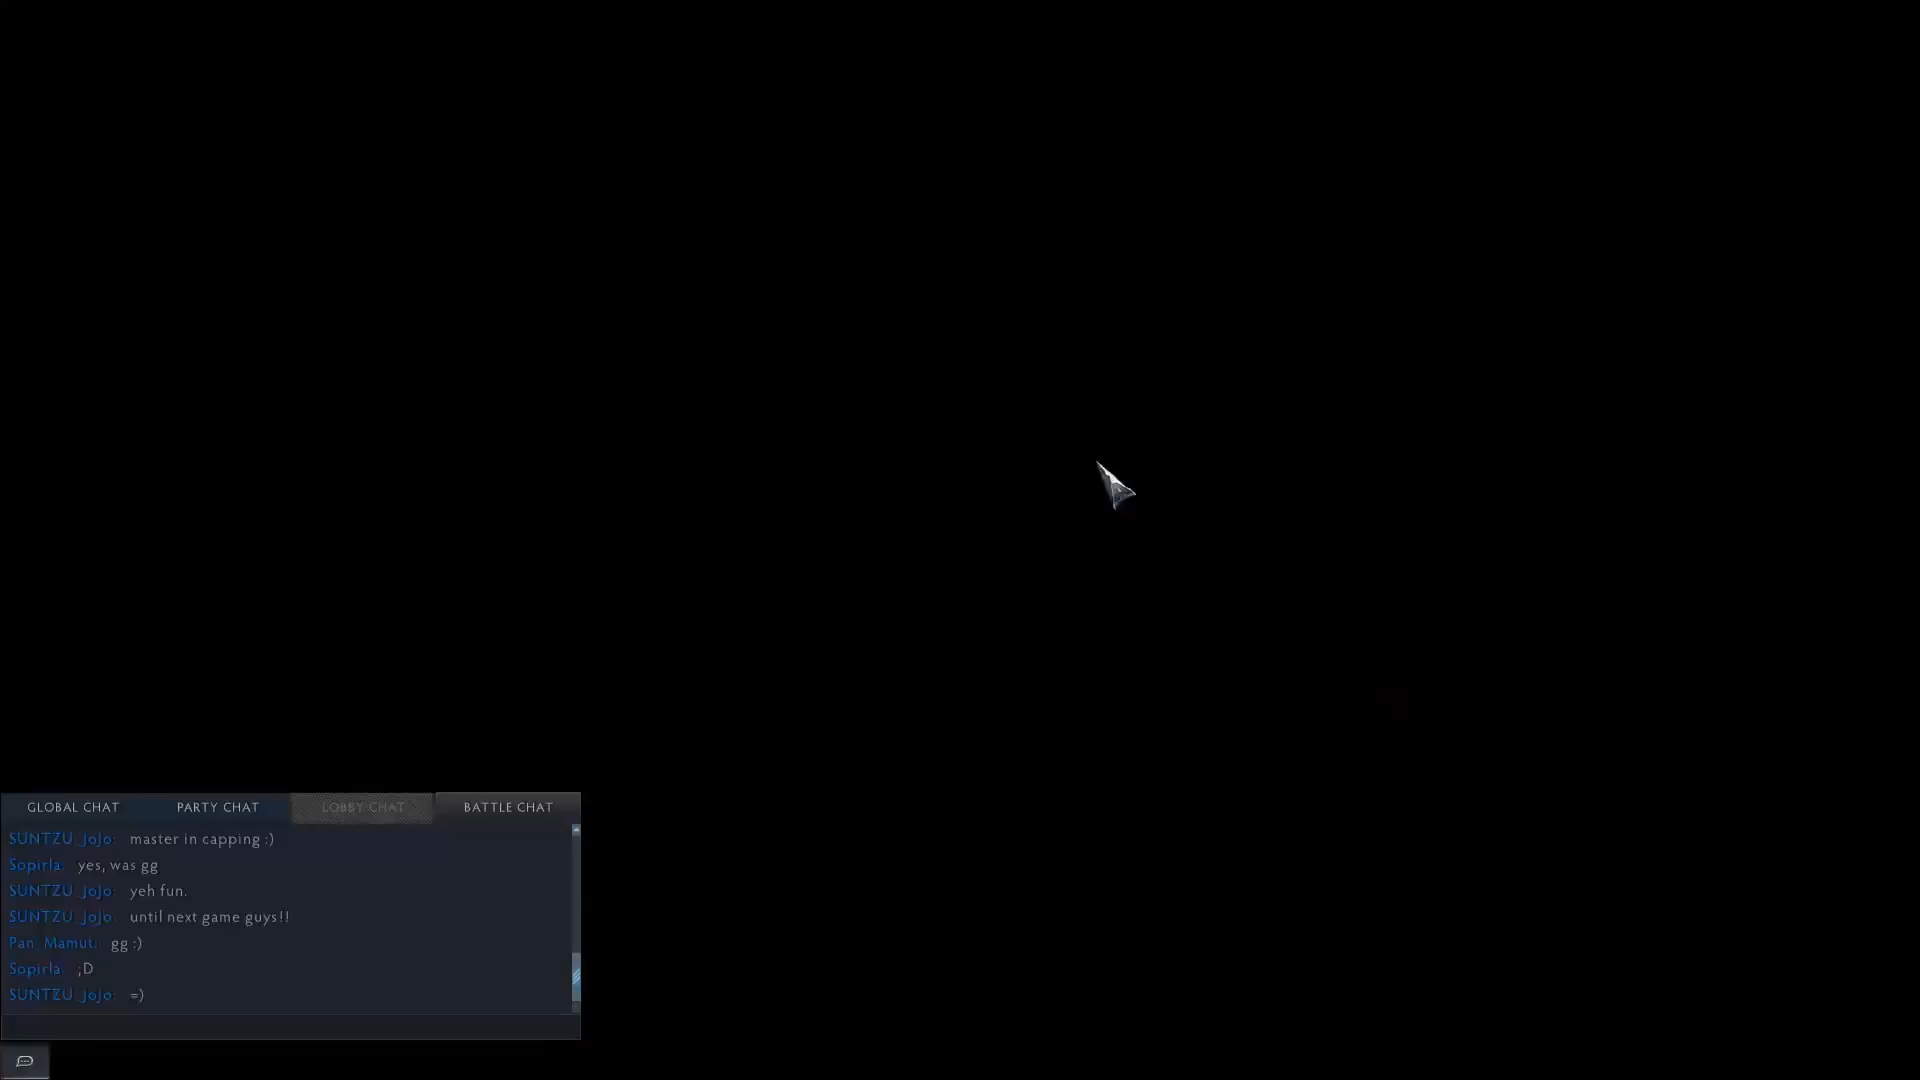 GLOBAL CHAT PARTY CHAT LOBBY CHAT BATTLE CHAT
SUNTZU_JoJo: master in capping :)
Sopirla: yes, was gg
SUNTZU_JoJo: yeh fun.
SUNTZU_JoJo: until next game guys!!
Pan_Mamut: gg :)
Sopirla: ;D
SUNTZU_JoJo: =)